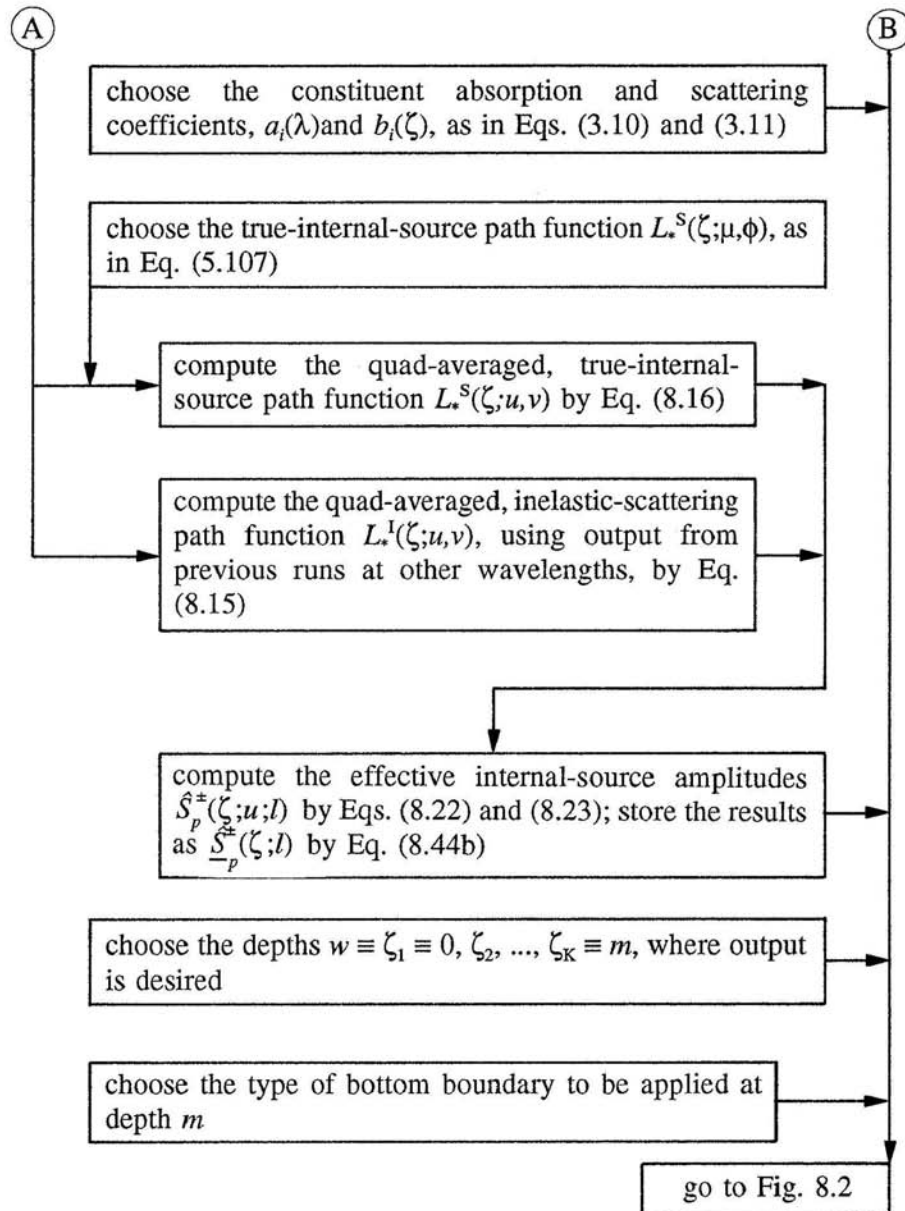 A
B
choose the constituent absorption and scattering
coefficients, aᵢ(λ)and bᵢ(ζ), as in Eqs. (3.10) and (3.11)
choose the true-internal-source path function L⁎ˢ(ζ;μ,ϕ), as
in Eq. (5.107)
compute the quad-averaged, true-internal-
source path function L⁎ˢ(ζ;u,v) by Eq. (8.16)
compute the quad-averaged, inelastic-scattering
path function L⁎ᴵ(ζ;u,v), using output from
previous runs at other wavelengths, by Eq.
(8.15)
compute the effective internal-source amplitudes
Ŝₚ±(ζ;u;l) by Eqs. (8.22) and (8.23); store the results
as Ŝ̲ₚ±(ζ;l) by Eq. (8.44b)
choose the depths w ≡ ζ₁ ≡ 0, ζ₂, ..., ζ_K ≡ m, where output
is desired
choose the type of bottom boundary to be applied at
depth m
go to Fig. 8.2